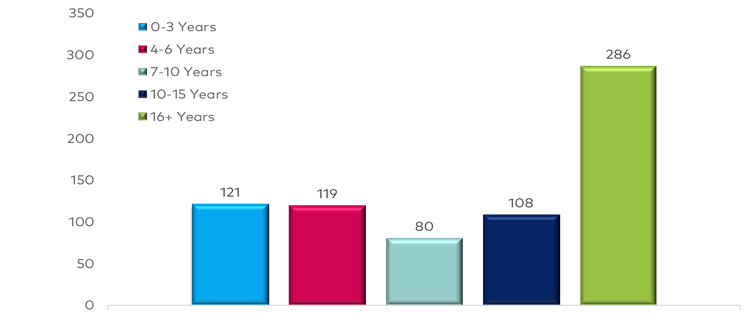 350
300
250
200
150
100
50
0
0-3 Years
4-6 Years
7-10 Years
10-15 Years
16+ Years
121
119
80
108
286